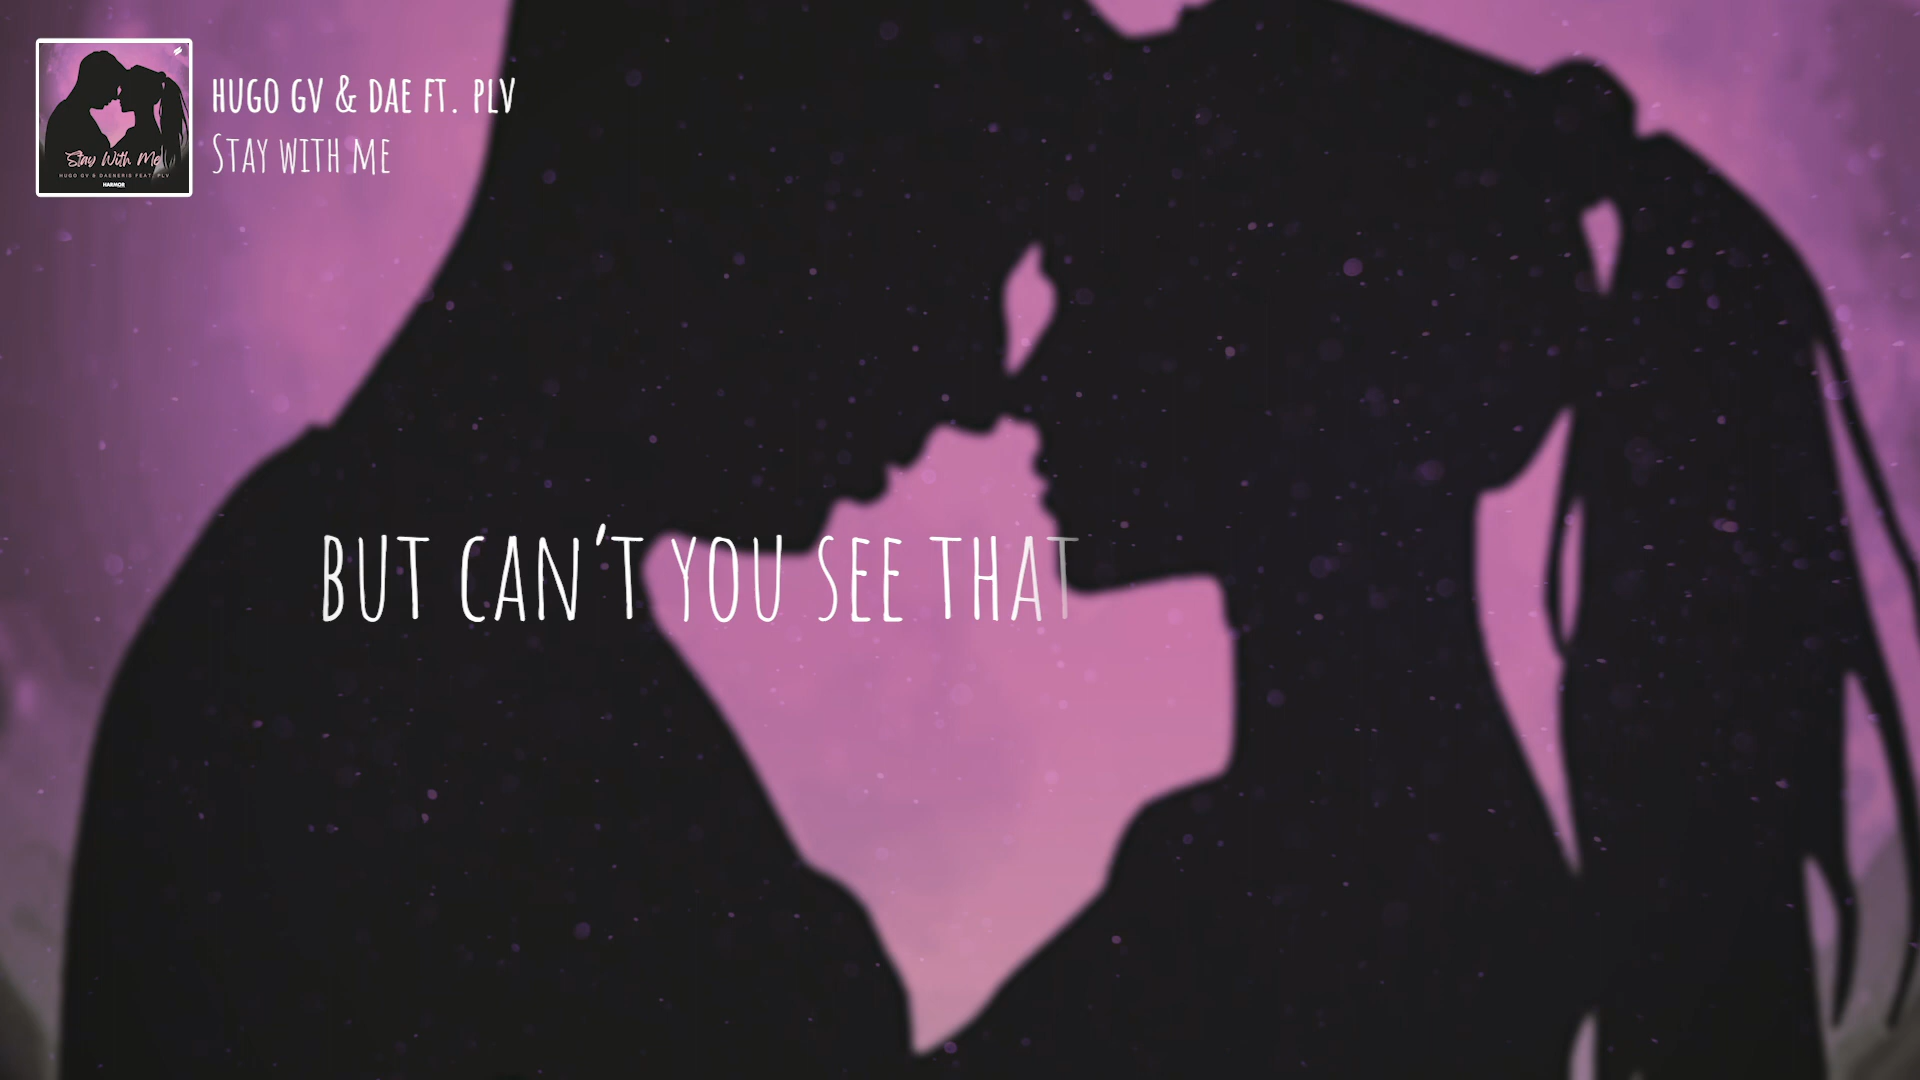 HUGO GV & DAE FT. PLV
STAY WITH ME
Stay With Me
HUGO GV & DAENERIS FEAT. PLV
HARMOR
BUT CAN'T YOU SEE THAT